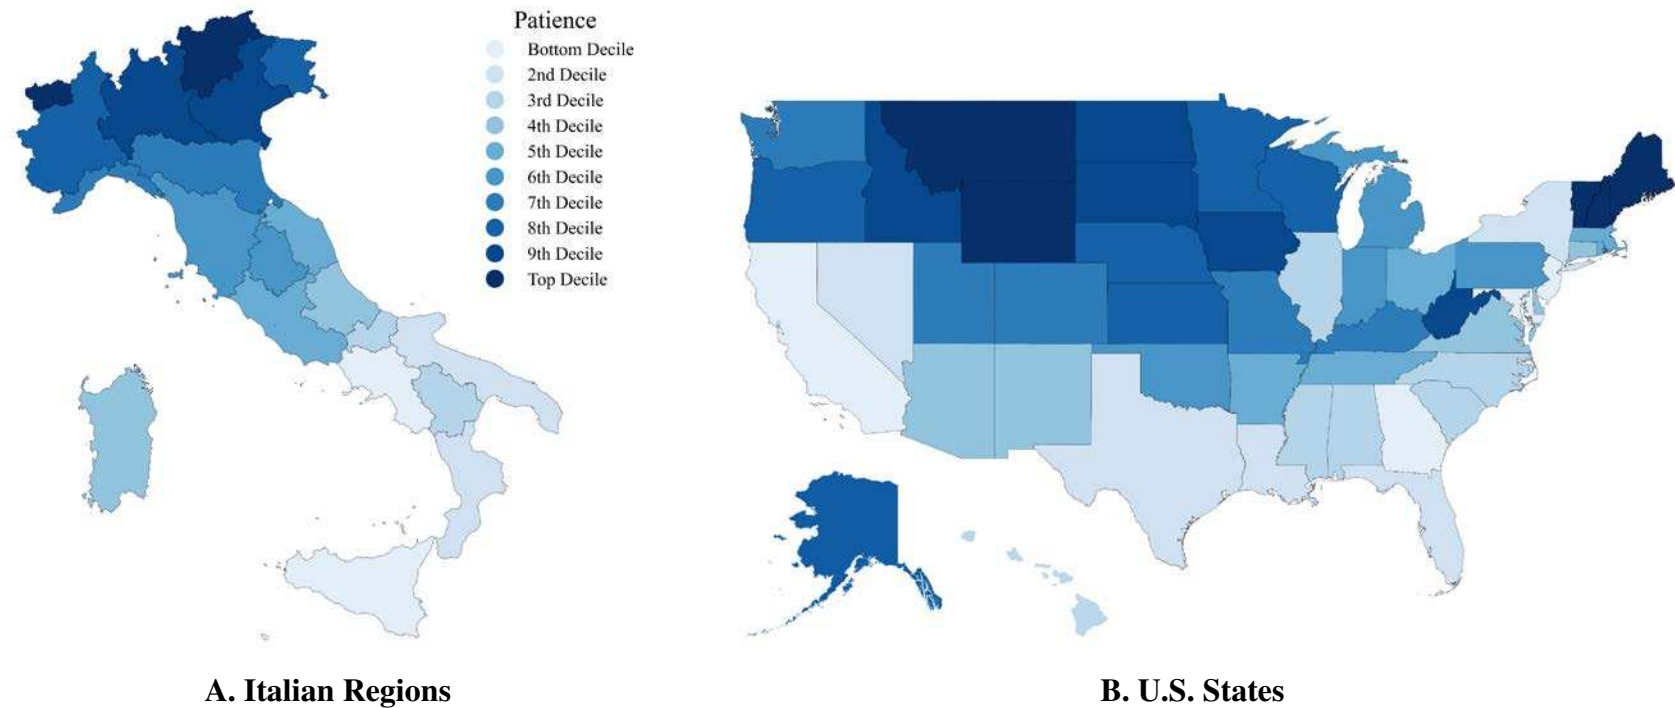 Patience
Bottom Decile
2nd Decile
3rd Decile
4th Decile
5th Decile
6th Decile
7th Decile
8th Decile
9th Decile
Top Decile
A. Italian Regions
B. U.S. States